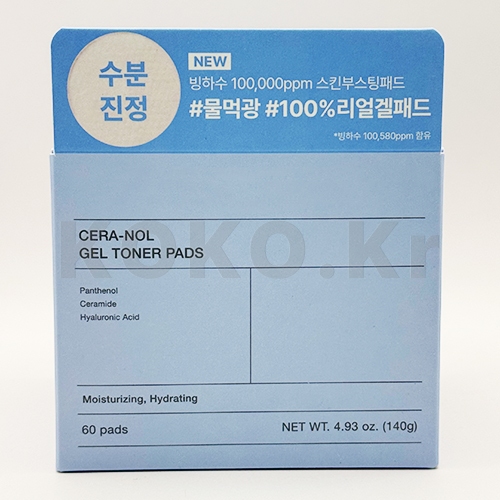 수분
진정
NEW
빙하수 100,000ppm 스킨부스팅패드
#물먹광 #100%리얼겔패드
*빙하수 100,580ppm 함유
KOKO.Kr
CERA-NOL
GEL TONER PADS
Panthenol
Ceramide
Hyaluronic Acid
Moisturizing, Hydrating
60 pads
NET WT. 4.93 oz. (140g)